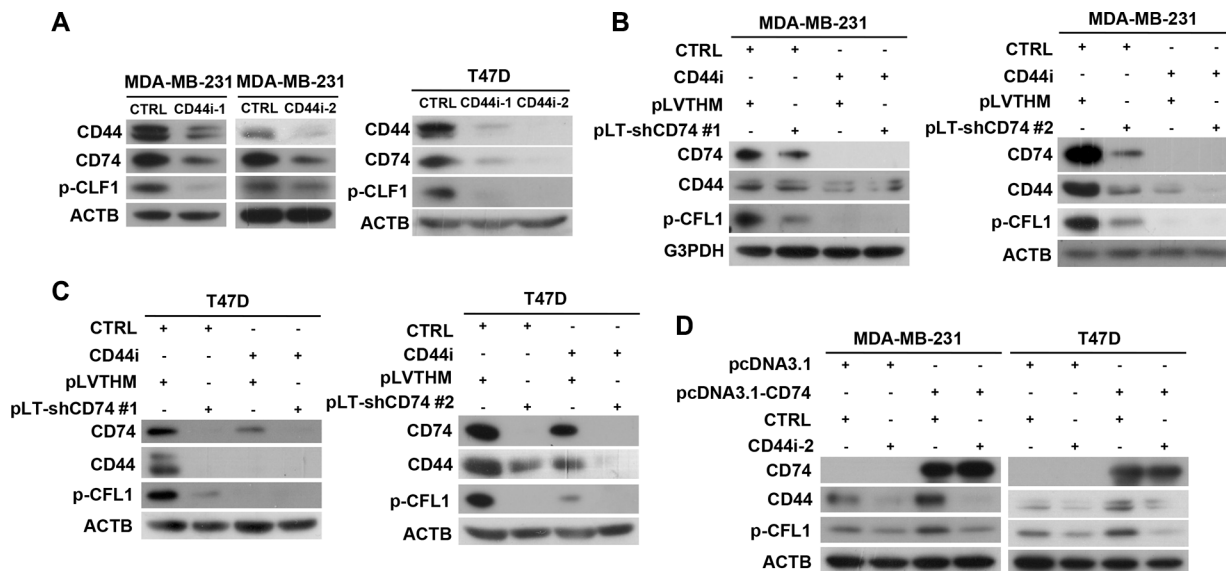 A
MDA-MB-231 MDA-MB-231
CTRL CD44i-1 CTRL CD44i-2
CD44
CD74
p-CLF1
ACTB
T47D
CTRL CD44i-1 CD44i-2
CD44
CD74
p-CLF1
ACTB
B
MDA-MB-231
CTRL + + - -
CD44i - - + +
pLVTHM + - + -
pLT-shCD74 #1 - + - +
CD74
CD44
p-CFL1
G3PDH
MDA-MB-231
CTRL + + - -
CD44i - - + +
pLVTHM + - + -
pLT-shCD74 #2 - + - +
CD74
CD44
p-CFL1
ACTB
C
T47D
CTRL + + - -
CD44i - - + +
pLVTHM + - + -
pLT-shCD74 #1 - + - +
CD74
CD44
p-CFL1
ACTB
T47D
CTRL + + - -
CD44i - - + +
pLVTHM + - + -
pLT-shCD74 #2 - + - +
CD74
CD44
p-CFL1
ACTB
D
MDA-MB-231 T47D
pcDNA3.1 + + - - + + - -
pcDNA3.1-CD74 - - + + - - + +
CTRL + - + - + - + -
CD44i-2 - + - + - + - +
CD74
CD44
p-CFL1
ACTB